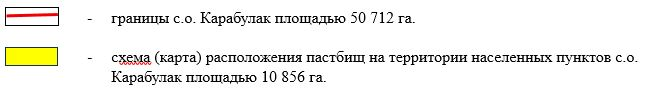 - границы с.о. Карабулак площадью 50 712 га.
- схема (карта) расположения пастбищ на территории населенных пунктов с.о.
Карабулак площадью 10 856 га.